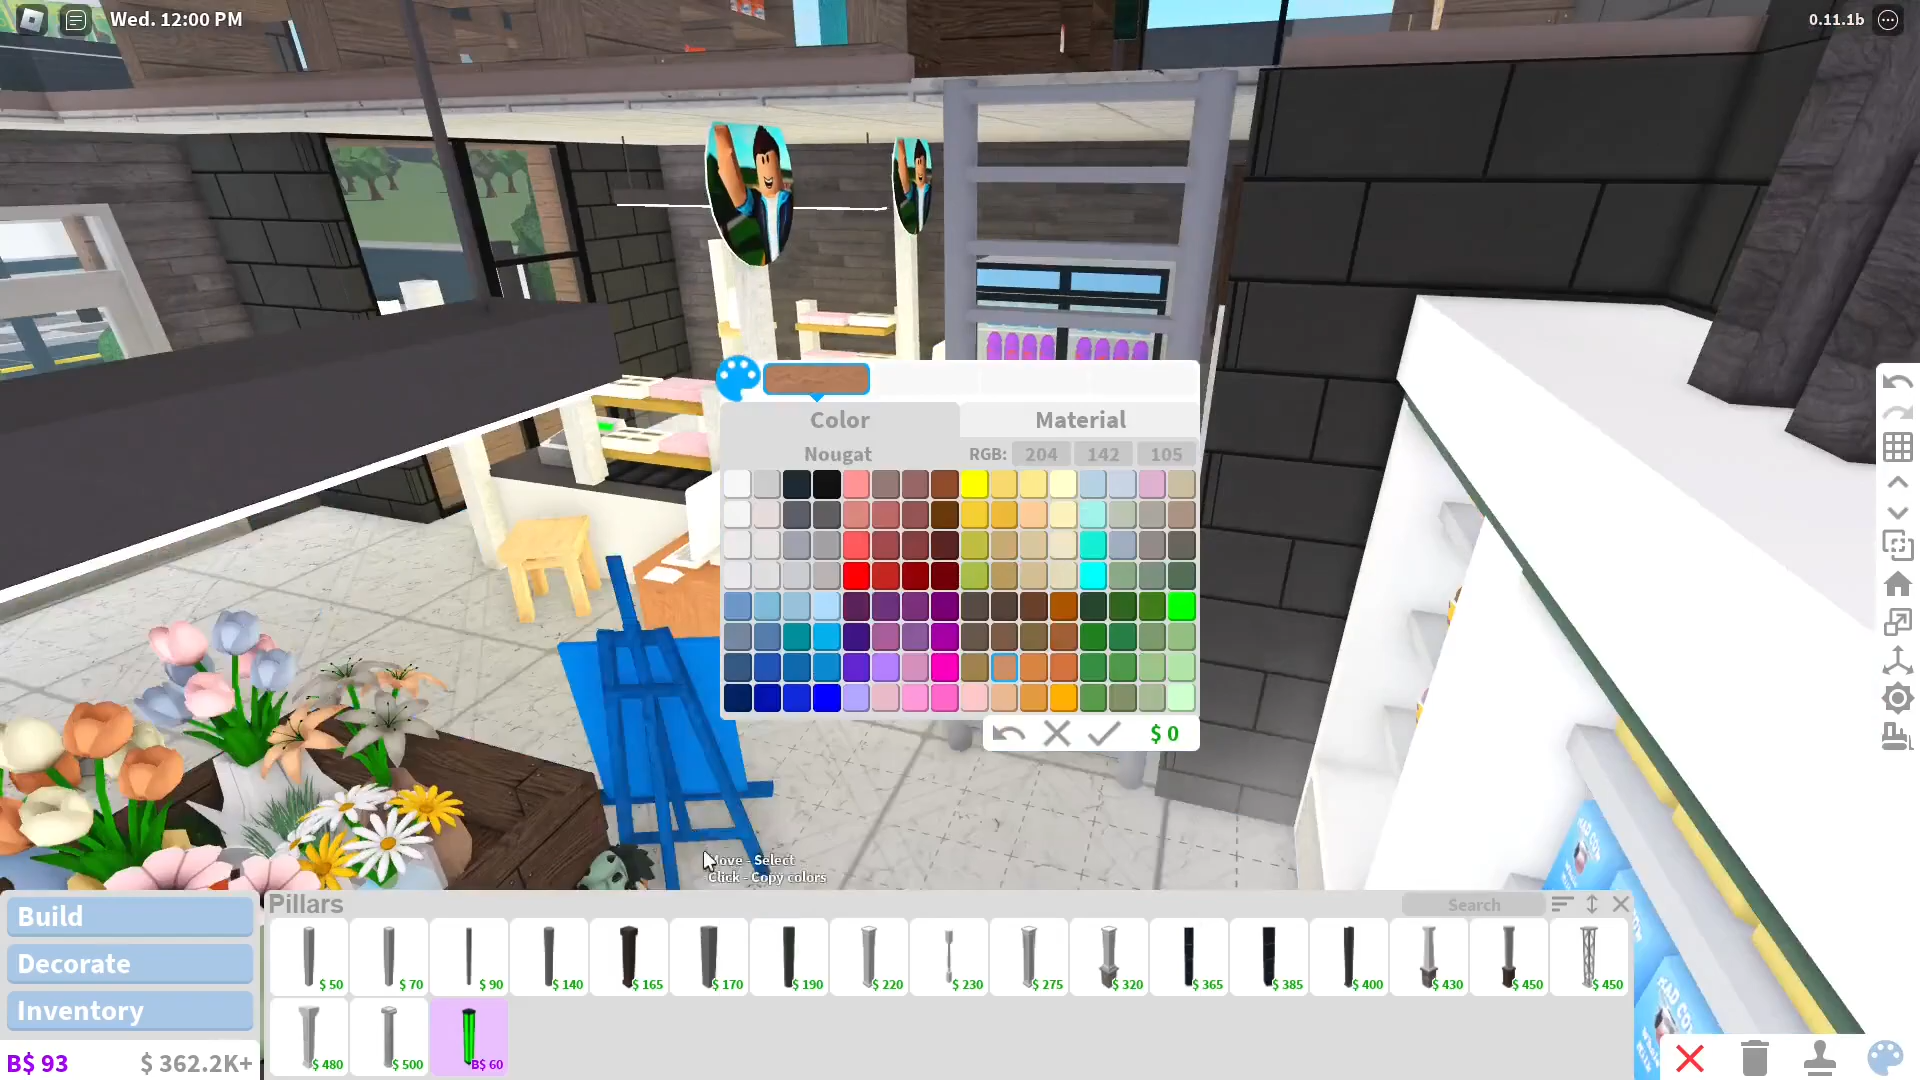 Wed. 12:00 PM
0.11.1b
Color
Material
Nougat
RGB: 204 142 105
$ 0
Move - Select
Click - Copy colors
Build
Decorate
Inventory
B$ 93
$ 362.2K+
Pillars
Search
$ 50
$ 70
$ 90
$ 140
$ 165
$ 170
$ 190
$ 220
$ 230
$ 275
$ 320
$ 365
$ 385
$ 400
$ 430
$ 450
$ 450
$ 480
$ 500
B$ 60